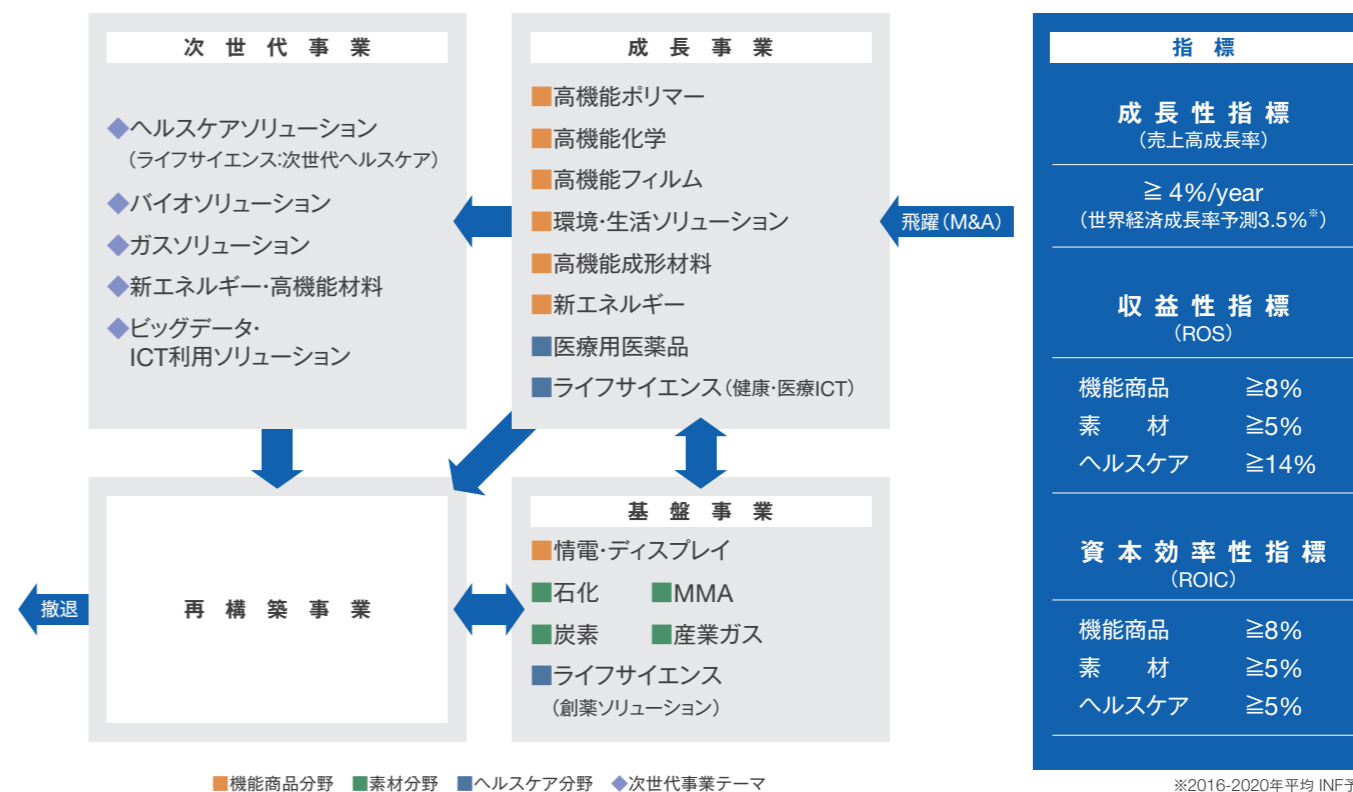 次世代事業
◆ヘルスケアソリューション
(ライフサイエンス:次世代ヘルスケア)
◆バイオソリューション
◆ガスソリューション
◆新エネルギー・高機能材料
◆ビッグデータ・
ICT利用ソリューション
成長事業
■高機能ポリマー
■高機能化学
■高機能フィルム
■環境・生活ソリューション
■高機能成形材料
■新エネルギー
■医療用医薬品
■ライフサイエンス(健康・医療ICT)
飛躍(M&A)
撤退
再構築事業
基盤事業
■情電・ディスプレイ
■石化 ■MMA
■炭素 ■産業ガス
■ライフサイエンス
(創薬ソリューション)
■機能商品分野 ■素材分野 ■ヘルスケア分野 ◆次世代事業テーマ
指標
成長性指標
(売上高成長率)
≧ 4%/year
(世界経済成長率予測3.5%※)
収益性指標
(ROS)
機能商品 ≧8%
素材 ≧5%
ヘルスケア ≧14%
資本効率性指標
(ROIC)
機能商品 ≧8%
素材 ≧5%
ヘルスケア ≧5%
※2016-2020年平均 INF予